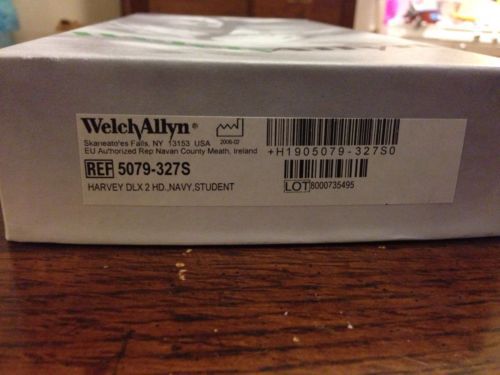 WelchAllyn®
Skaneateles Falls, NY 13153 USA
EU Authorized Rep Navan County Meath, Ireland
2006-02
+H1905079-327S0
REF 5079-327S
HARVEY DLX 2 HD.,NAVY,STUDENT
LOT 8000735495